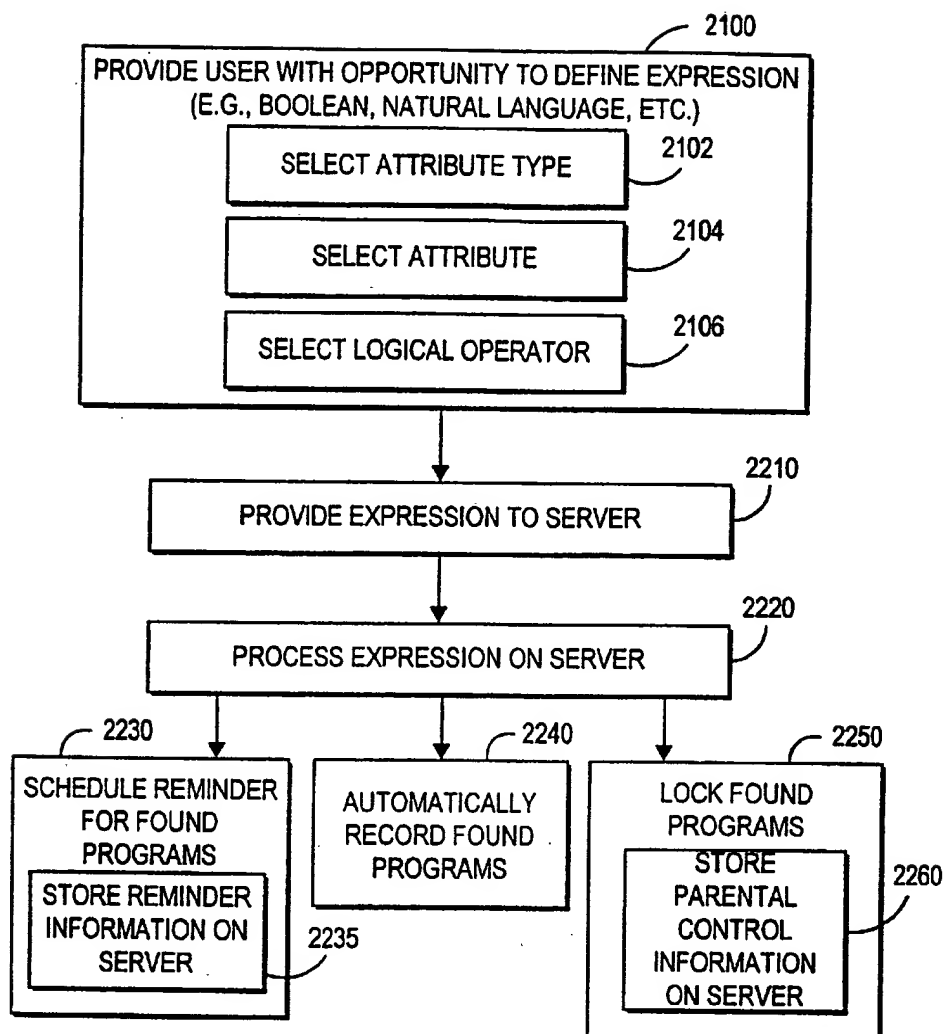 2100
PROVIDE USER WITH OPPORTUNITY TO DEFINE EXPRESSION
(E.G., BOOLEAN, NATURAL LANGUAGE, ETC.)
SELECT ATTRIBUTE TYPE
2102
SELECT ATTRIBUTE
2104
SELECT LOGICAL OPERATOR
2106
PROVIDE EXPRESSION TO SERVER
2210
PROCESS EXPRESSION ON SERVER
2220
2230
SCHEDULE REMINDER
FOR FOUND
PROGRAMS
STORE REMINDER
INFORMATION ON
SERVER
2235
2240
AUTOMATICALLY
RECORD FOUND
PROGRAMS
2250
LOCK FOUND
PROGRAMS
STORE
PARENTAL
CONTROL
INFORMATION
ON SERVER
2260